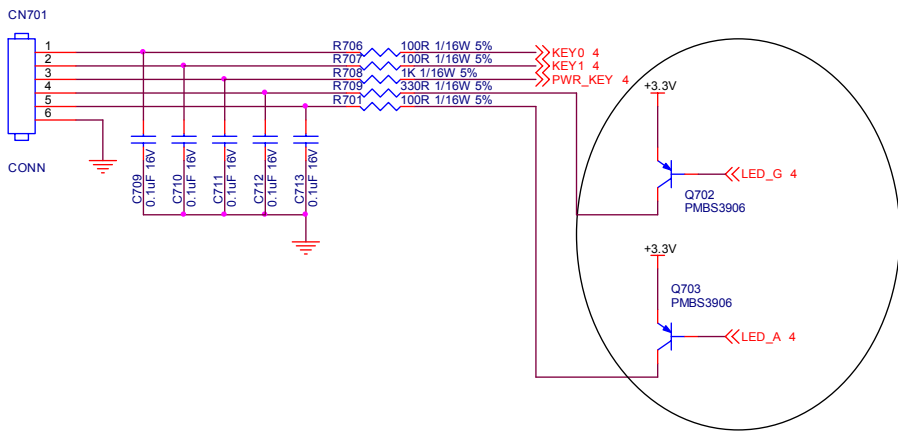 CN701
1
2
3
4
5
6
CONN
R706 100R 1/16W 5%
R707 100R 1/16W 5%
R708 1K 1/16W 5%
R709 330R 1/16W 5%
R701 100R 1/16W 5%
KEY0 4
KEY1 4
PWR_KEY 4
C709 0.1uF 16V
C710 0.1uF 16V
C711 0.1uF 16V
C712 0.1uF 16V
C713 0.1uF 16V
+3.3V
LED_G 4
Q702
PMBS3906
+3.3V
Q703
PMBS3906
LED_A 4